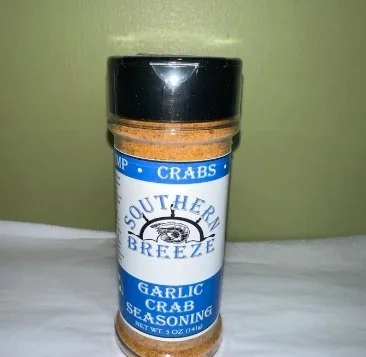 MP • CRABS •
SOUTHERN
BREEZE
GARLIC
CRAB
SEASONING
NET WT. 5 OZ. (141g)